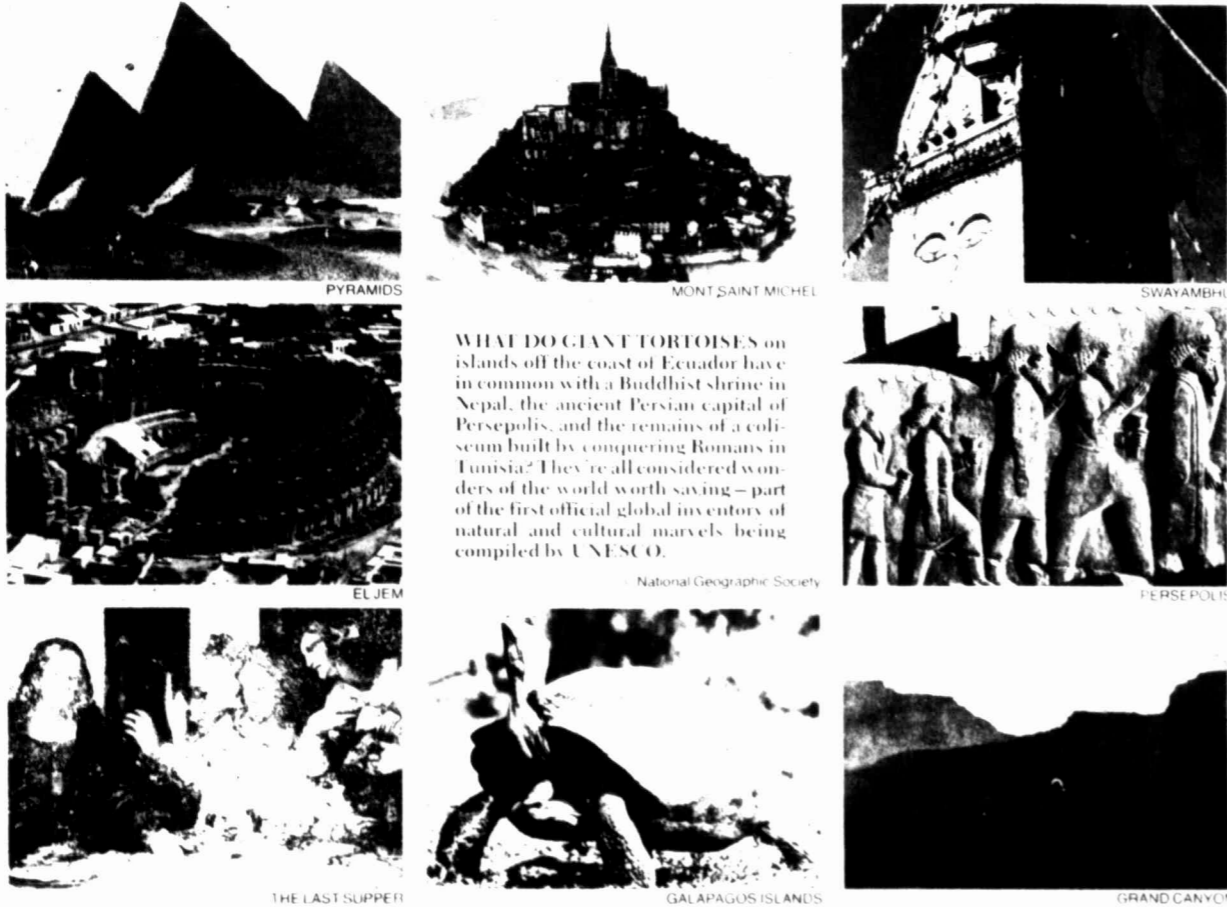 PYRAMIDS
MONT SAINT MICHEL
SWAYAMBHU
WHAT DO GIANT TORTOISES on
islands off the coast of Ecuador have
in common with a Buddhist shrine in
Nepal, the ancient Persian capital of
Persepolis, and the remains of a coli-
seum built by conquering Romans in
Tunisia? They're all considered won-
ders of the world worth saving – part
of the first official global inventory of
natural and cultural marvels being
compiled by UNESCO.
National Geographic Society
EL JEM
PERSEPOLIS
THE LAST SUPPER
GALAPAGOS ISLANDS
GRAND CANYON